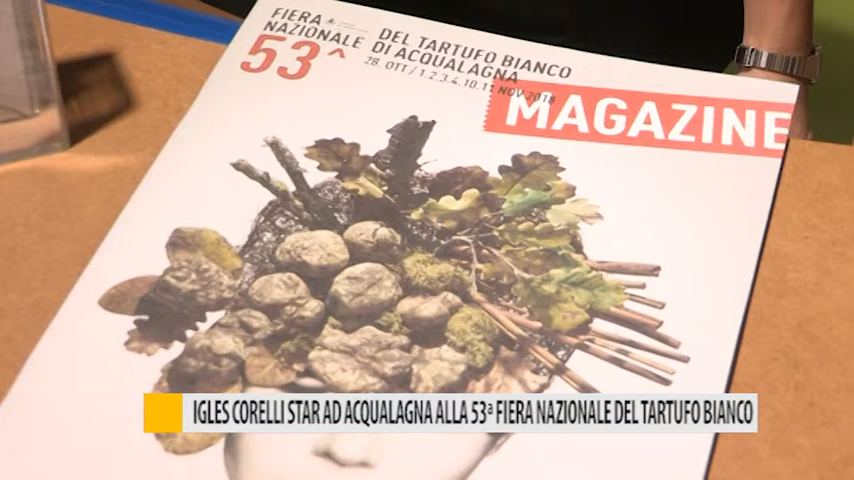 FIERA
NAZIONALE
53^
DEL TARTUFO BIANCO
DI ACQUALAGNA
28. OTT / 1.2.3.4.10.11 NOV 2018
MAGAZINE
IGLES CORELLI STAR AD ACQUALAGNA ALLA 53ª FIERA NAZIONALE DEL TARTUFO BIANCO